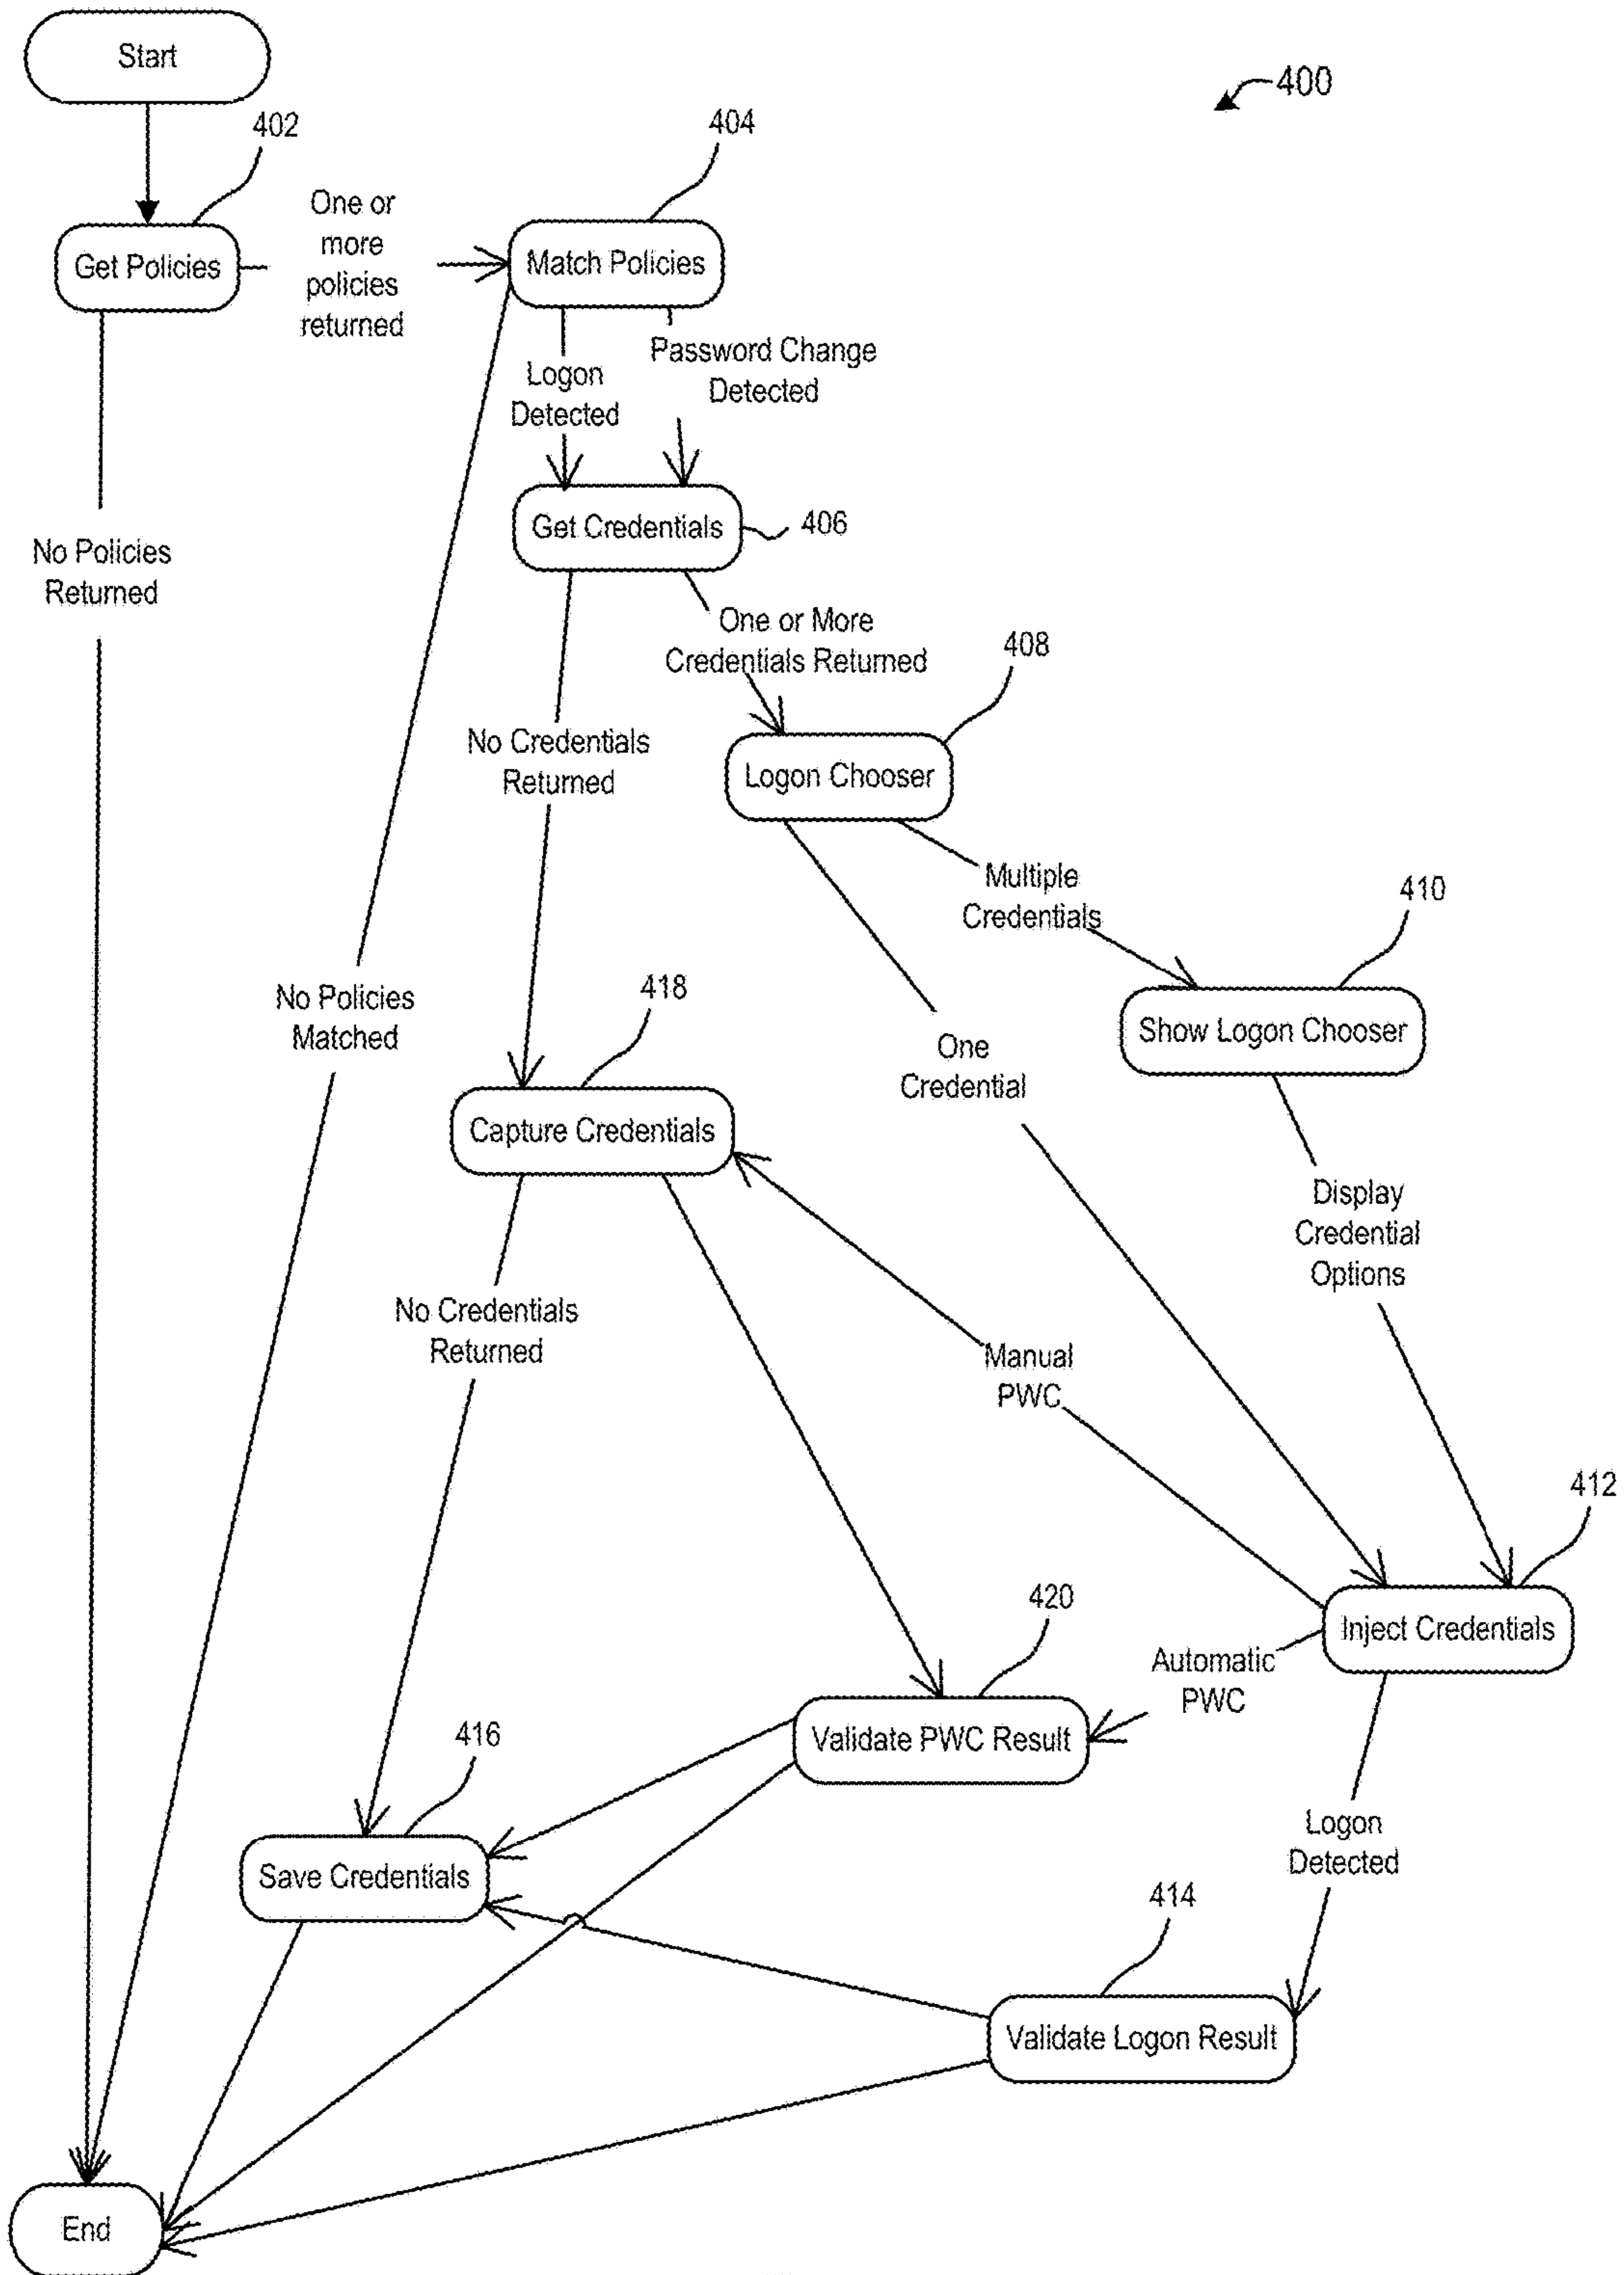 Start
400
402
404
One or
more
policies
returned
Get Policies
Match Policies
Password Change
Detected
Logon
Detected
Get Credentials
406
No Policies
Returned
One or More
Credentials Returned
408
No Credentials
Returned
Logon Chooser
Multiple
Credentials
410
No Policies
Matched
418
Show Logon Chooser
One
Credential
Capture Credentials
Display
Credential
Options
No Credentials
Returned
Manual
PWC
412
Inject Credentials
420
Automatic
PWC
Validate PWC Result
416
Logon
Detected
Save Credentials
414
Validate Logon Result
End